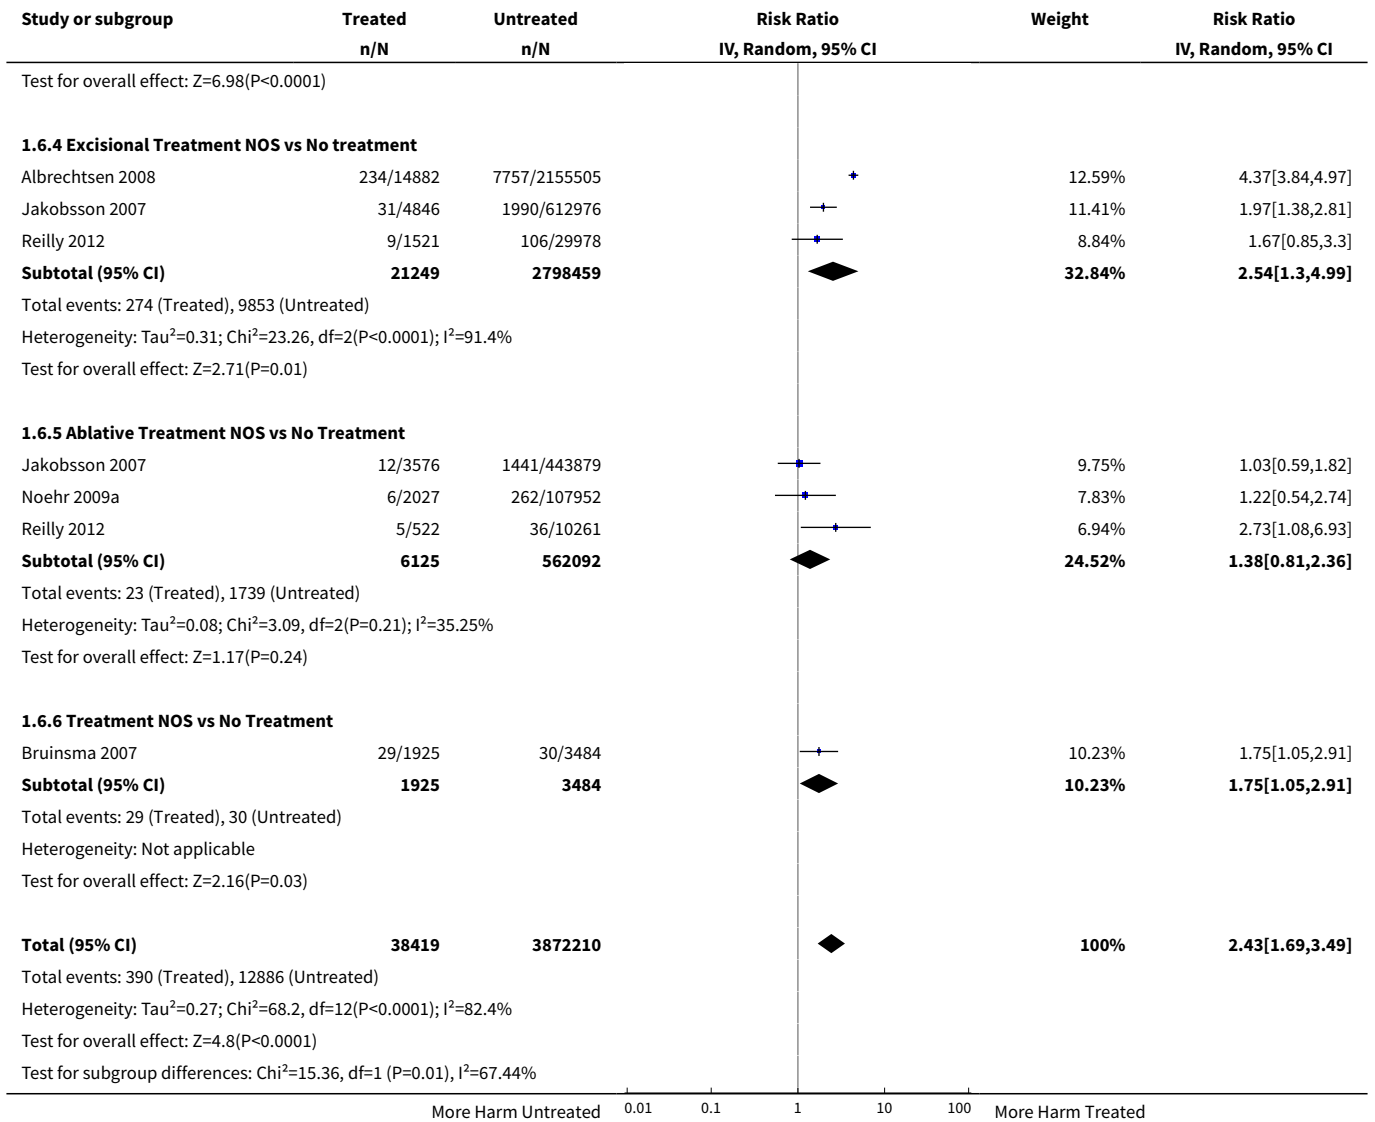 Study or subgroup Treated Untreated Risk Ratio Weight Risk Ratio
n/N n/N IV, Random, 95% CI IV, Random, 95% CI
Test for overall effect: Z=6.98(P<0.0001)
1.6.4 Excisional Treatment NOS vs No treatment
Albrechtsen 2008 234/14882 7757/2155505 12.59% 4.37[3.84,4.97]
Jakobsson 2007 31/4846 1990/612976 11.41% 1.97[1.38,2.81]
Reilly 2012 9/1521 106/29978 8.84% 1.67[0.85,3.3]
Subtotal (95% CI) 21249 2798459 32.84% 2.54[1.3,4.99]
Total events: 274 (Treated), 9853 (Untreated)
Heterogeneity: Tau²=0.31; Chi²=23.26, df=2(P<0.0001); I²=91.4%
Test for overall effect: Z=2.71(P=0.01)
1.6.5 Ablative Treatment NOS vs No Treatment
Jakobsson 2007 12/3576 1441/443879 9.75% 1.03[0.59,1.82]
Noehr 2009a 6/2027 262/107952 7.83% 1.22[0.54,2.74]
Reilly 2012 5/522 36/10261 6.94% 2.73[1.08,6.93]
Subtotal (95% CI) 6125 562092 24.52% 1.38[0.81,2.36]
Total events: 23 (Treated), 1739 (Untreated)
Heterogeneity: Tau²=0.08; Chi²=3.09, df=2(P=0.21); I²=35.25%
Test for overall effect: Z=1.17(P=0.24)
1.6.6 Treatment NOS vs No Treatment
Bruinsma 2007 29/1925 30/3484 10.23% 1.75[1.05,2.91]
Subtotal (95% CI) 1925 3484 10.23% 1.75[1.05,2.91]
Total events: 29 (Treated), 30 (Untreated)
Heterogeneity: Not applicable
Test for overall effect: Z=2.16(P=0.03)
Total (95% CI) 38419 3872210 100% 2.43[1.69,3.49]
Total events: 390 (Treated), 12886 (Untreated)
Heterogeneity: Tau²=0.27; Chi²=68.2, df=12(P<0.0001); I²=82.4%
Test for overall effect: Z=4.8(P<0.0001)
Test for subgroup differences: Chi²=15.36, df=1 (P=0.01), I²=67.44%
More Harm Untreated 0.01 0.1 1 10 100 More Harm Treated